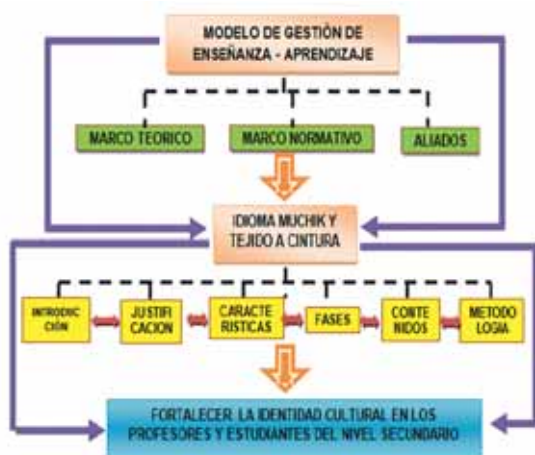 MODELO DE GESTIÓN DE
ENSEÑANZA - APRENDIZAJE
MARCO TEORICO
MARCO NORMATIVO
ALIADOS
IDIOMA MUCHIK Y
TEJIDO A CINTURA
INTRODUC
CIÓN
JUSTIFI
CACION
CARACTE
RISTICAS
FASES
CONTE
NIDOS
METODO
LOGIA
FORTALECER LA IDENTIDAD CULTURAL EN LOS
PROFESORES Y ESTUDIANTES DEL NIVEL SECUNDARIO